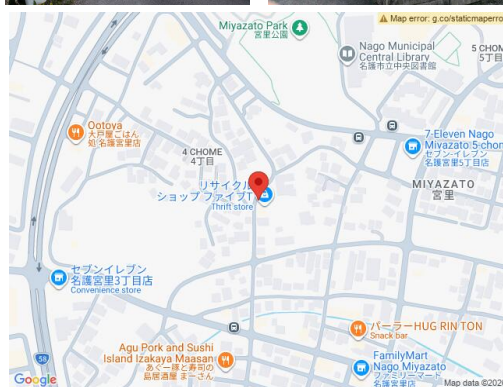 Map error: g.co/staticmaperro
Miyazato Park
宮里公園
Nago Municipal
Central Library
名護市立中央図書館
5 CHOM
5丁目
Ootoya
大戸屋ごはん
処 名護宮里店
4 CHOME
4丁目
7-Eleven Nago
Miyazato 5 chom
セブン-イレブン
名護宮里5丁目店
リサイクル
ショップ ファイブT
Thrift store
MIYAZATO
宮里
セブンイレブン
名護宮里3丁目店
Convenience store
パーラーHUG RIN TON
Snack bar
Agu Pork and Sushi
Island Izakaya Maasan
あぐー豚と寿司の
島居酒屋 まーさん
58
FamilyMart
Nago Miyazato
ファミリーマート
名護宮里店
Google
Map data ©202